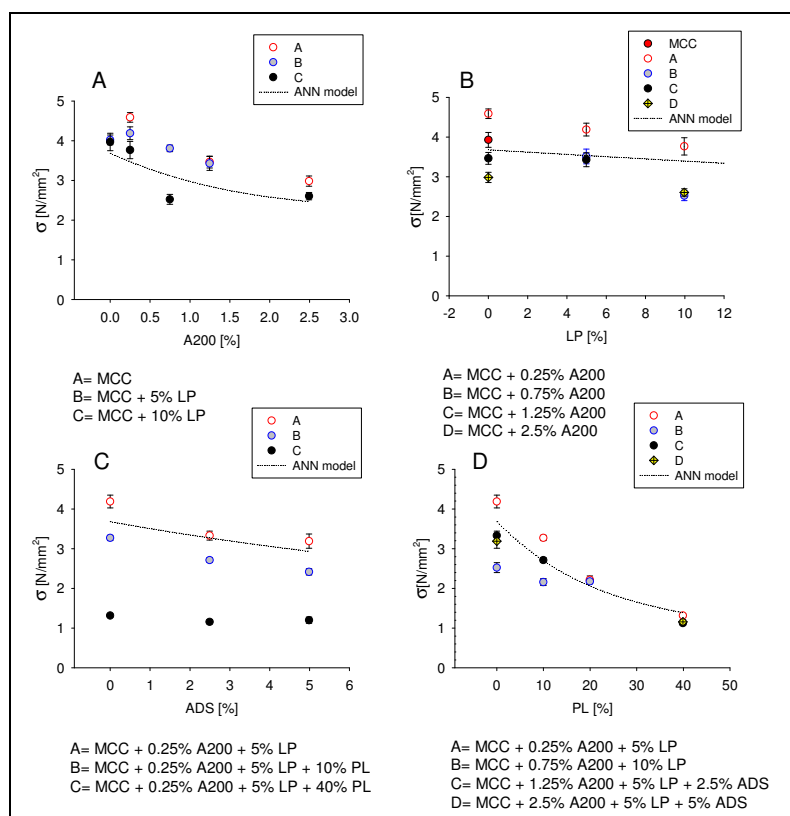 A
A
B
C
ANN model
5
4
3
2
1
0
σ [N/mm²]
0.0 0.5 1.0 1.5 2.0 2.5 3.0
A200 [%]
A= MCC
B= MCC + 5% LP
C= MCC + 10% LP
B
MCC
A
B
C
D
ANN model
5
4
3
2
1
0
σ[N/mm²]
-2 0 2 4 6 8 10 12
LP [%]
A= MCC + 0.25% A200
B= MCC + 0.75% A200
C= MCC + 1.25% A200
D= MCC + 2.5% A200
C
A
B
C
ANN model
5
4
3
2
1
0
σ [N/mm²]
0 1 2 3 4 5 6
ADS [%]
A= MCC + 0.25% A200 + 5% LP
B= MCC + 0.25% A200 + 5% LP + 10% PL
C= MCC + 0.25% A200 + 5% LP + 40% PL
D
A
B
C
D
ANN model
5
4
3
2
1
0
σ [N/mm²]
0 10 20 30 40 50
PL [%]
A= MCC + 0.25% A200 + 5% LP
B= MCC + 0.75% A200 + 10% LP
C= MCC + 1.25% A200 + 5% LP + 2.5% ADS
D= MCC + 2.5% A200 + 5% LP + 5% ADS